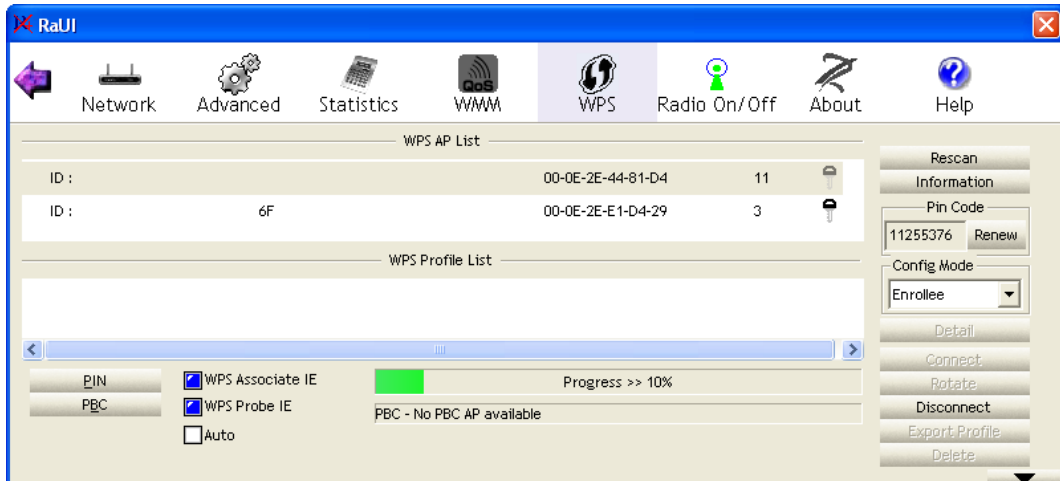 RaUI
Network Advanced Statistics QoS WMM WPS Radio On/Off About Help
WPS AP List
ID : 00-0E-2E-44-81-D4 11
ID : 6F 00-0E-2E-E1-D4-29 3
WPS Profile List
PIN
PBC
WPS Associate IE
WPS Probe IE
Auto
Progress >> 10%
PBC - No PBC AP available
Rescan
Information
Pin Code
11255376 Renew
Config Mode
Enrollee
Detail
Connect
Rotate
Disconnect
Export Profile
Delete